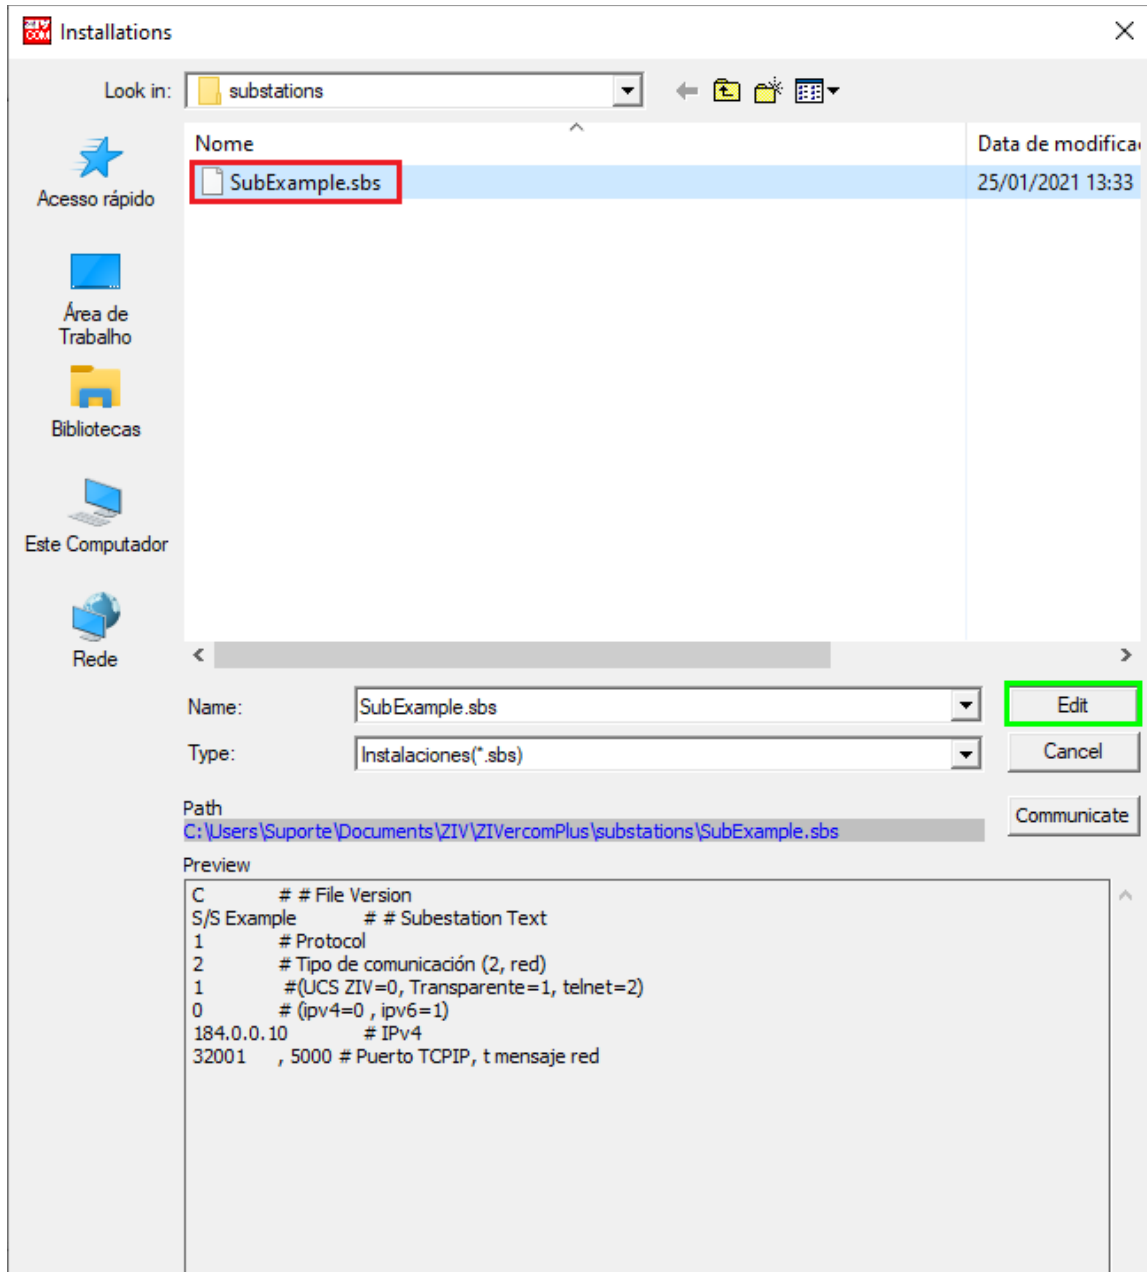 ZIV COM Installations
Look in: substations
Nome Data de modifica
SubExample.sbs 25/01/2021 13:33
Acesso rápido
Área de
Trabalho
Bibliotecas
Este Computador
Rede
Name: SubExample.sbs Edit
Type: Instalaciones(*.sbs) Cancel
Path
C:\Users\Suporte\Documents\ZIV\ZIVercomPlus\substations\SubExample.sbs Communicate
Preview
C # # File Version
S/S Example # # Subestation Text
1 # Protocol
2 # Tipo de comunicación (2, red)
1 #(UCS ZIV=0, Transparente=1, telnet=2)
0 # (ipv4=0 , ipv6=1)
184.0.0.10 # IPv4
32001 , 5000 # Puerto TCPIP, t mensaje red